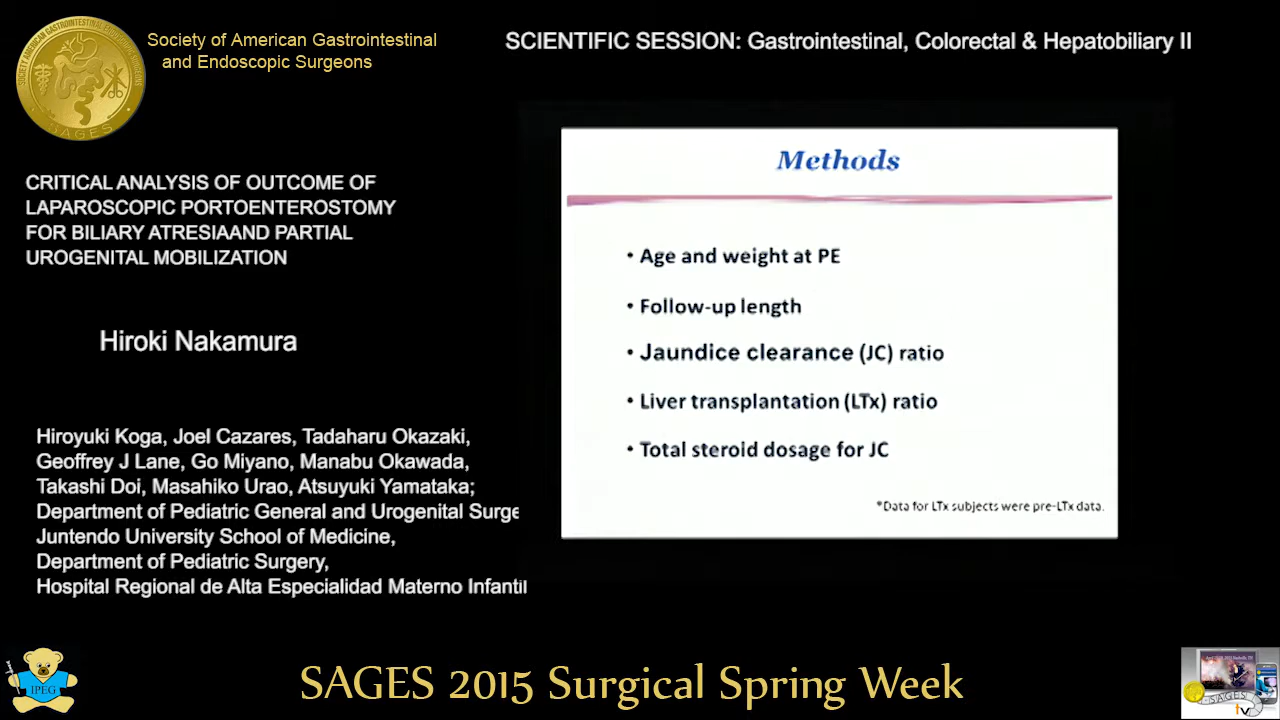 Society of American Gastrointestinal
and Endoscopic Surgeons
SCIENTIFIC SESSION: Gastrointestinal, Colorectal & Hepatobiliary II
SAGES
CRITICAL ANALYSIS OF OUTCOME OF
LAPAROSCOPIC PORTOENTEROSTOMY
FOR BILIARY ATRESIAAND PARTIAL
UROGENITAL MOBILIZATION
Hiroki Nakamura
Hiroyuki Koga, Joel Cazares, Tadaharu Okazaki,
Geoffrey J Lane, Go Miyano, Manabu Okawada,
Takashi Doi, Masahiko Urao, Atsuyuki Yamataka;
Department of Pediatric General and Urogenital Surge
Juntendo University School of Medicine,
Department of Pediatric Surgery,
Hospital Regional de Alta Especialidad Materno Infantil
Methods
• Age and weight at PE
• Follow-up length
• Jaundice clearance (JC) ratio
• Liver transplantation (LTx) ratio
• Total steroid dosage for JC
*Data for LTx subjects were pre-LTx data.
IPEG
SAGES 2015 Surgical Spring Week
SAGES
tv